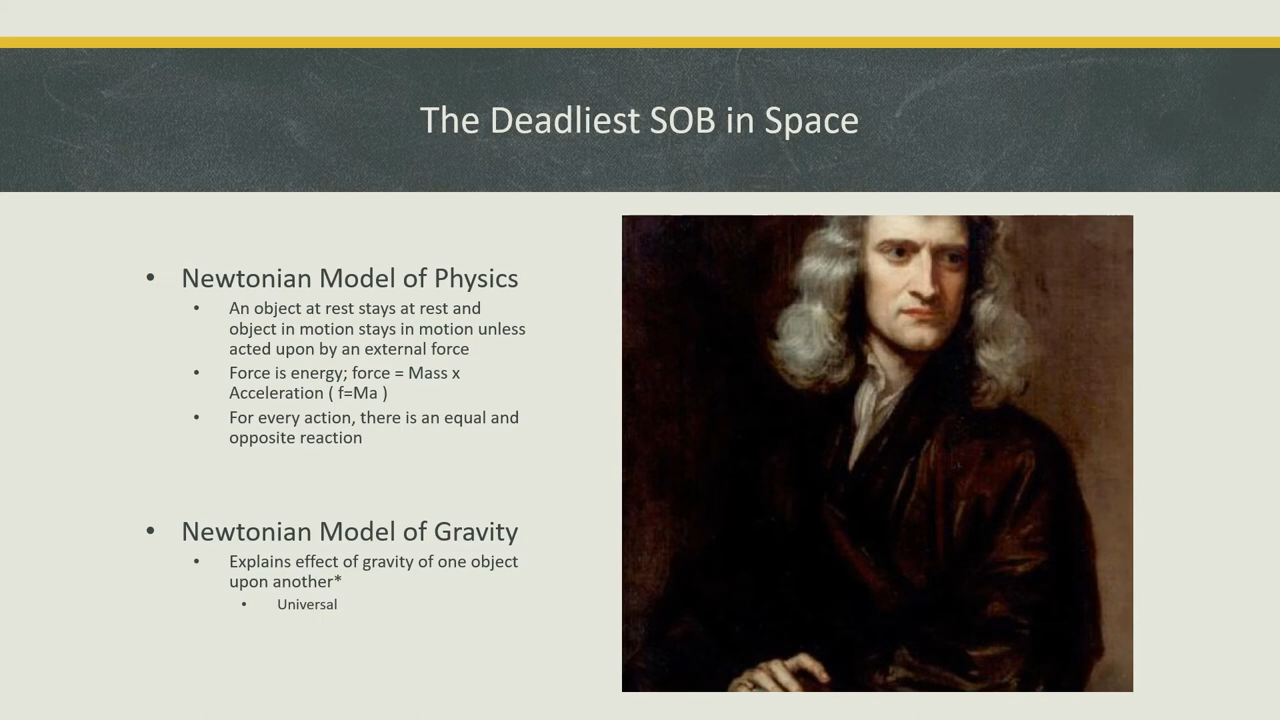 The Deadliest SOB in Space
• Newtonian Model of Physics
• An object at rest stays at rest and
object in motion stays in motion unless
acted upon by an external force
• Force is energy; force = Mass x
Acceleration ( f=Ma )
• For every action, there is an equal and
opposite reaction
• Newtonian Model of Gravity
• Explains effect of gravity of one object
upon another*
• Universal